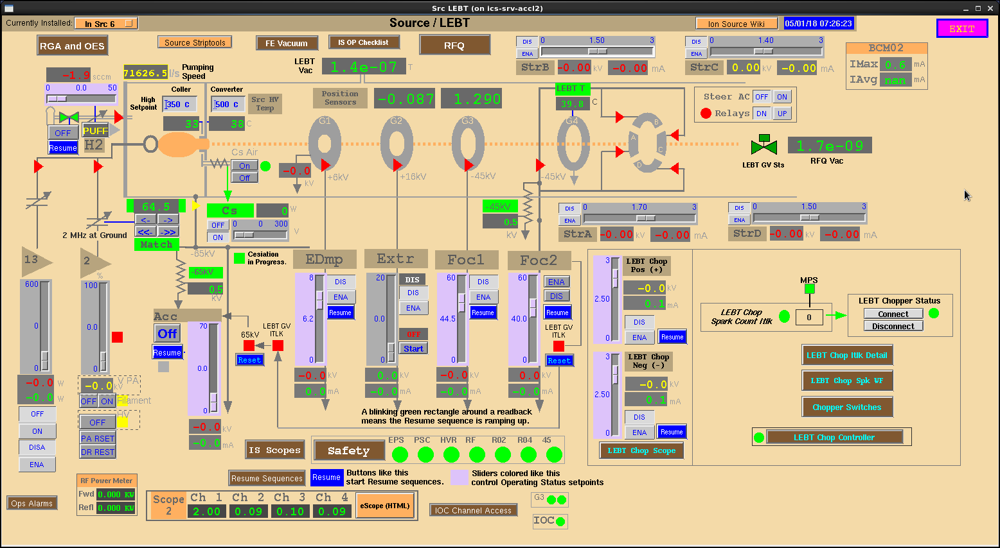 Src LEBT (on ics-srv-accl2)
Currently Installed: In Src 6
Source / LEBT
Ion Source Wiki
05/01/18 07:26:23
EXIT
RGA and OES
Source Striptools
FE Vacuum
IS OP Checklist
RFQ
DIS
ENA
0 1.50 3
StrB -0.00 kV -0.00 mA
DIS
ENA
0 1.40 3
StrC 0.00 kV -0.00 mA
BCM02
IMax 0.6 mA
IAvg nan mA
LEBT
Vac
1.4e-07 T
-1.9 sccm
0 0.0 50
71626.5 l/s
Pumping
Speed
Coller
Converter
High
Setpoint
350 C
500 C
Src HV
Temp
33
38 C
Position
Sensors
-0.087
1.290
LEBT T
39.8 C
Steer AC OFF ON
Relays DN UP
OFF
Resume
PUFF
H2
G1
G2
G3
G4
A
B
C
D
Cs Air
On
Off
-0.0
kV
+6kV
+16kV
-45kV
-45kV
LEBT GV Sts
1.7e-09
RFQ Vac
64.5
<- ->
<<- ->>
Match
2 MHz at Ground
Cs
0 W
OFF
ON
0 0 300
V
-45kV
0.5
kV
DIS
ENA
0 1.70 3
StrA -0.00 kV -0.00 mA
DIS
ENA
0 1.50 3
StrD -0.00 kV -0.00 mA
-65kV
-65kV
0.5
kV
Cesiation
in Progress.
13
2
%
600
0
0
-0.0 W
-0.0 W
OFF
ON
DISA
ENA
100
0.0
0
-0.0 kV
V PA
OFF ON Filament
HV
OFF
PA RSET
DR REST
Acc
Off
Resume
70
0.0
0
-0.0 kV
-0.0 mA
65kV
Reset
LEBT GV
ITLK
EDmp
8
6.2
0
DIS
ENA
Resume
-0.0 kV
0.0 mA
Extr
20
0.0
0
DIS
DIS
ENA
OFF
Start
0.0 kV
-0.0 mA
Foc1
60
44.5
0
DIS
ENA
Resume
-0.0 kV
-0.0 mA
Foc2
60
40.0
0
ENA
DIS
Resume
LEBT GV
ITLK
Reset
0.0 kV
-0.0 mA
A blinking green rectangle around a readback
means the Resume sequence is ramping up.
3
2.50
0
LEBT Chop
Pos (+)
-0.0 kV
0.1 mA
DIS
ENA
Resume
3
2.50
0
LEBT Chop
Neg (-)
-0.0 kV
0.1 mA
DIS
ENA
Resume
LEBT Chop Scope
MPS
LEBT Chop
Spark Count Itlk
0
LEBT Chopper Status
Connect
Disconnect
LEBT Chop Itlk Detail
LEBT Chop Spk WF
Chopper Switches
LEBT Chop Controller
IS Scopes
Safety
EPS PSC HVR RF R02 R04 45
Resume Sequences
Resume
Buttons like this
start Resume sequences.
Sliders colored like this
control Operating Status setpoints
Ops Alarms
RF Power Meter
Fwd 0.000 KW
Refl 0.000 KW
Scope
2
Ch 1 Ch 2 Ch 3 Ch 4
2.00 0.09 0.10 0.09
eScope (HTML)
IOC Channel Access
G3
IOC